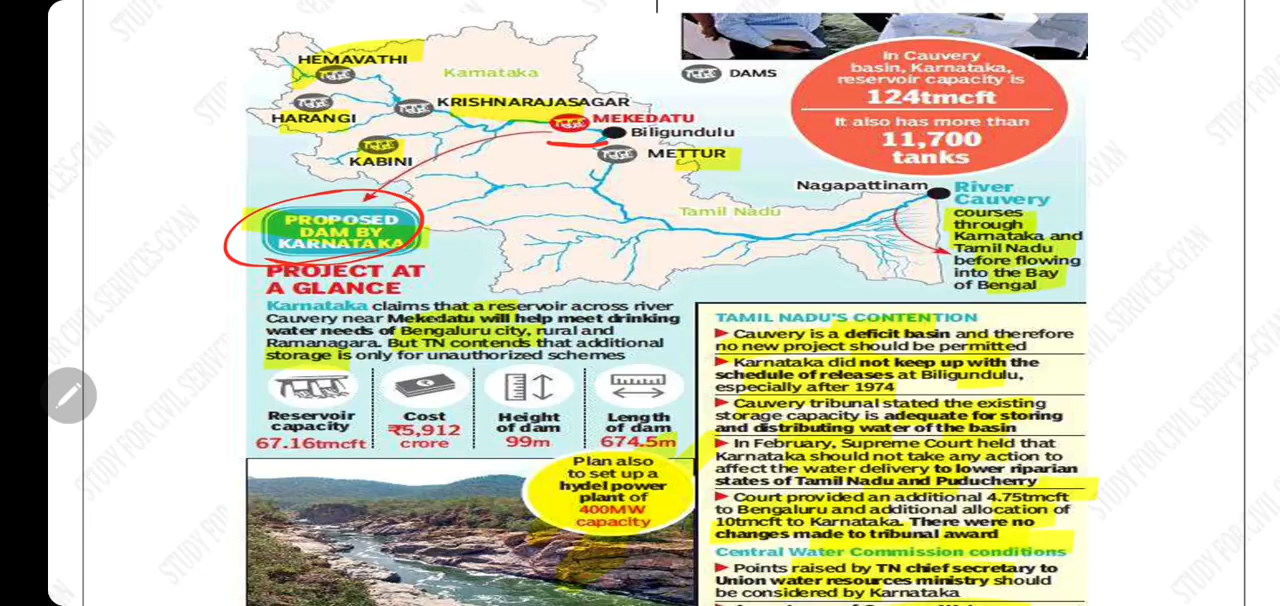 HEMAVATHI
Karnataka
DAMS
HARANGI
KRISHNARAJASAGAR
MEKEDATU
Biligundulu
KABINI
METTUR
In Cauvery
basin, Karnataka,
reservoir capacity is
124tmcft
It also has more than
11,700
tanks
Nagapattinam
Tamil Nadu
River
Cauvery
courses
through
Karnataka and
Tamil Nadu
before flowing
into the Bay
of Bengal
PROPOSED
DAM BY
KARNATAKA
PROJECT AT
A GLANCE
Karnataka claims that a reservoir across river
Cauvery near Mekedatu will help meet drinking
water needs of Bengaluru city, rural and
Ramanagara. But TN contends that additional
storage is only for unauthorized schemes
Reservoir
capacity
67.16tmcft
Cost
₹5,912
crore
Height
of dam
99m
Length
of dam
674.5m
Plan also
to set up a
hydel power
plant of
400MW
capacity
TAMIL NADU'S CONTENTION
► Cauvery is a deficit basin and therefore
no new project should be permitted
► Karnataka did not keep up with the
schedule of releases at Biligundulu,
especially after 1974
► Cauvery tribunal stated the existing
storage capacity is adequate for storing
and distributing water of the basin
► In February, Supreme Court held that
Karnataka should not take any action to
affect the water delivery to lower riparian
states of Tamil Nadu and Puducherry
► Court provided an additional 4.75tmcft
to Bengaluru and additional allocation of
10tmcft to Karnataka. There were no
changes made to tribunal award
Central Water Commission conditions
► Points raised by TN chief secretary to
Union water resources ministry should
be considered by Karnataka
STUDY FOR CIVIL SERIVCES-GYAN